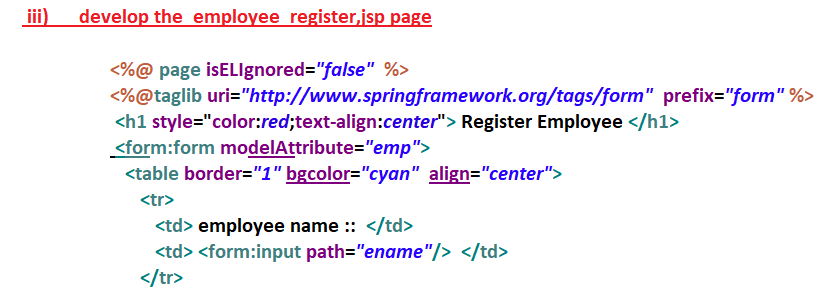 iii) develop the employee_register,jsp page
<%@ page isELIgnored="false" %>
<%@taglib uri="http://www.springframework.org/tags/form" prefix="form" %>
<h1 style="color:red;text-align:center"> Register Employee </h1>
<form:form modelAttribute="emp">
<table border="1" bgcolor="cyan" align="center">
<tr>
<td> employee name :: </td>
<td> <form:input path="ename"/> </td>
</tr>